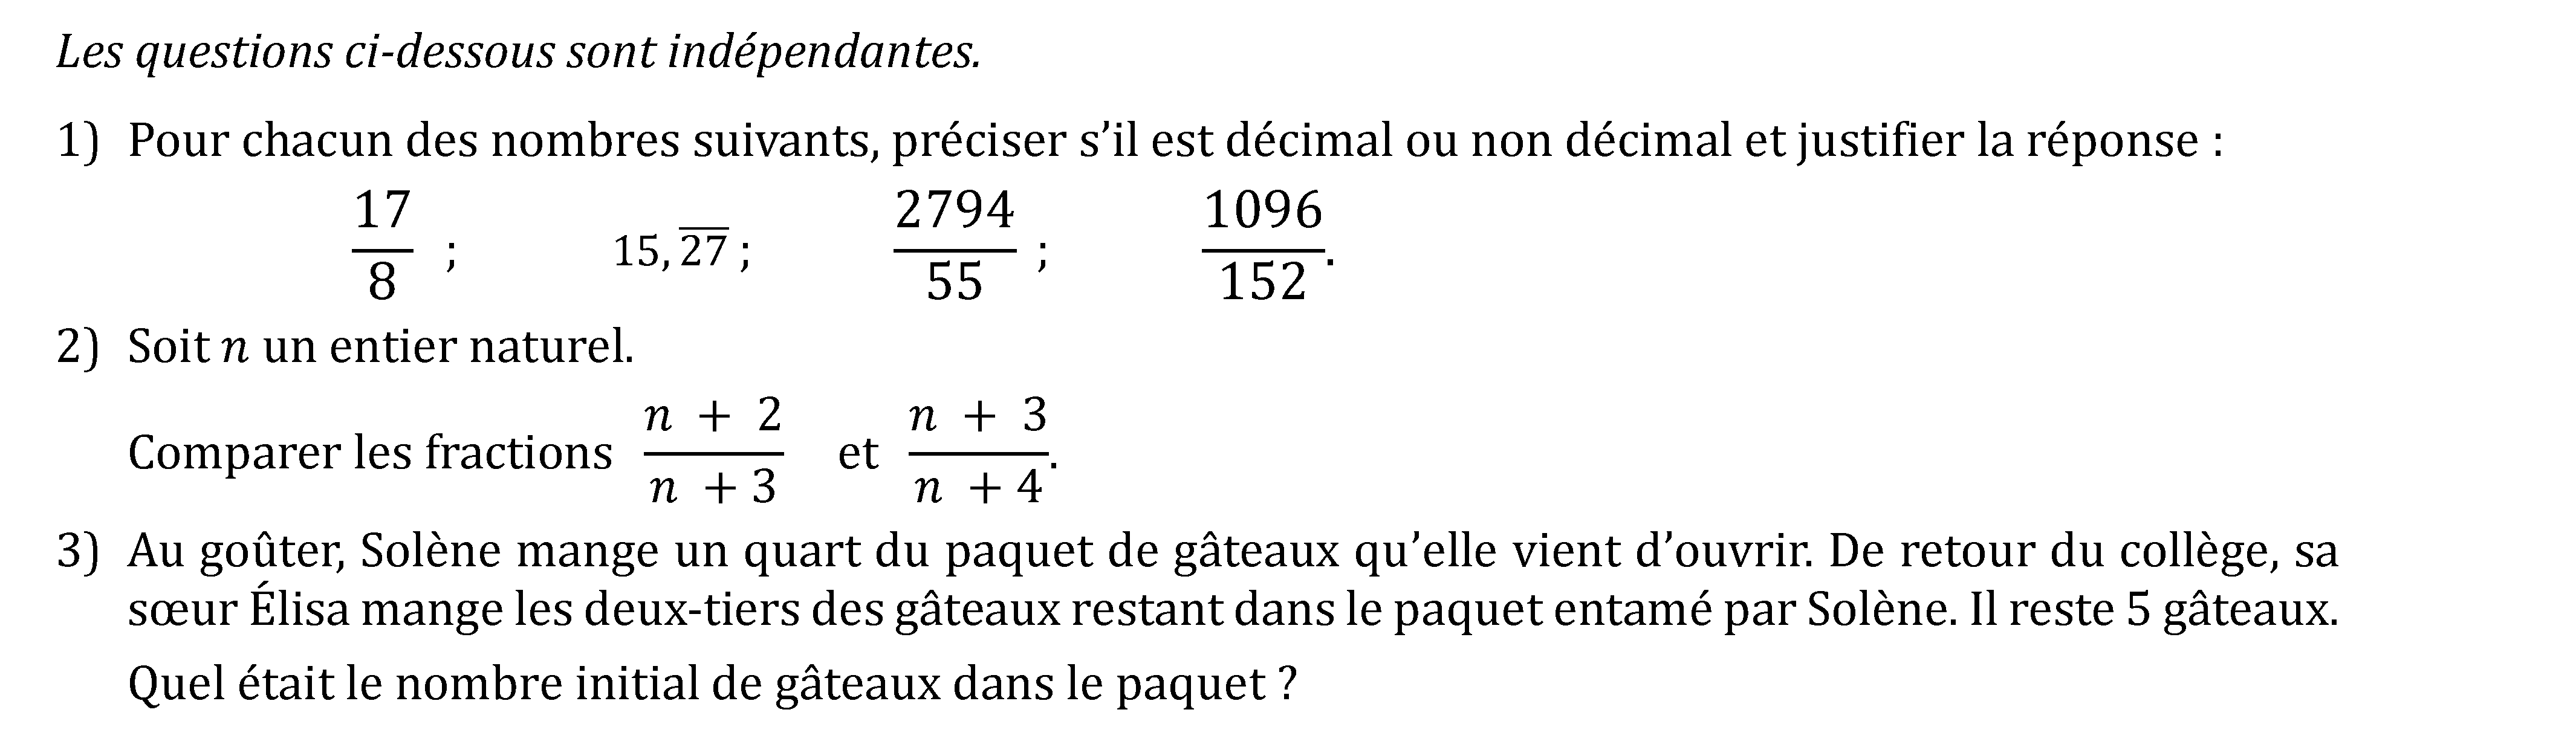 Les questions ci-dessous sont indépendantes.
1) Pour chacun des nombres suivants, préciser s’il est décimal ou non décimal et justifier la réponse :
$\frac{17}{8}$ ; $15,\overline{27}$ ; $\frac{2794}{55}$ ; $\frac{1096}{152}$.
2) Soit $n$ un entier naturel.
Comparer les fractions $\frac{n + 2}{n + 3}$ et $\frac{n + 3}{n + 4}$.
3) Au goûter, Solène mange un quart du paquet de gâteaux qu’elle vient d’ouvrir. De retour du collège, sa
sœur Élisa mange les deux-tiers des gâteaux restant dans le paquet entamé par Solène. Il reste 5 gâteaux.
Quel était le nombre initial de gâteaux dans le paquet ?